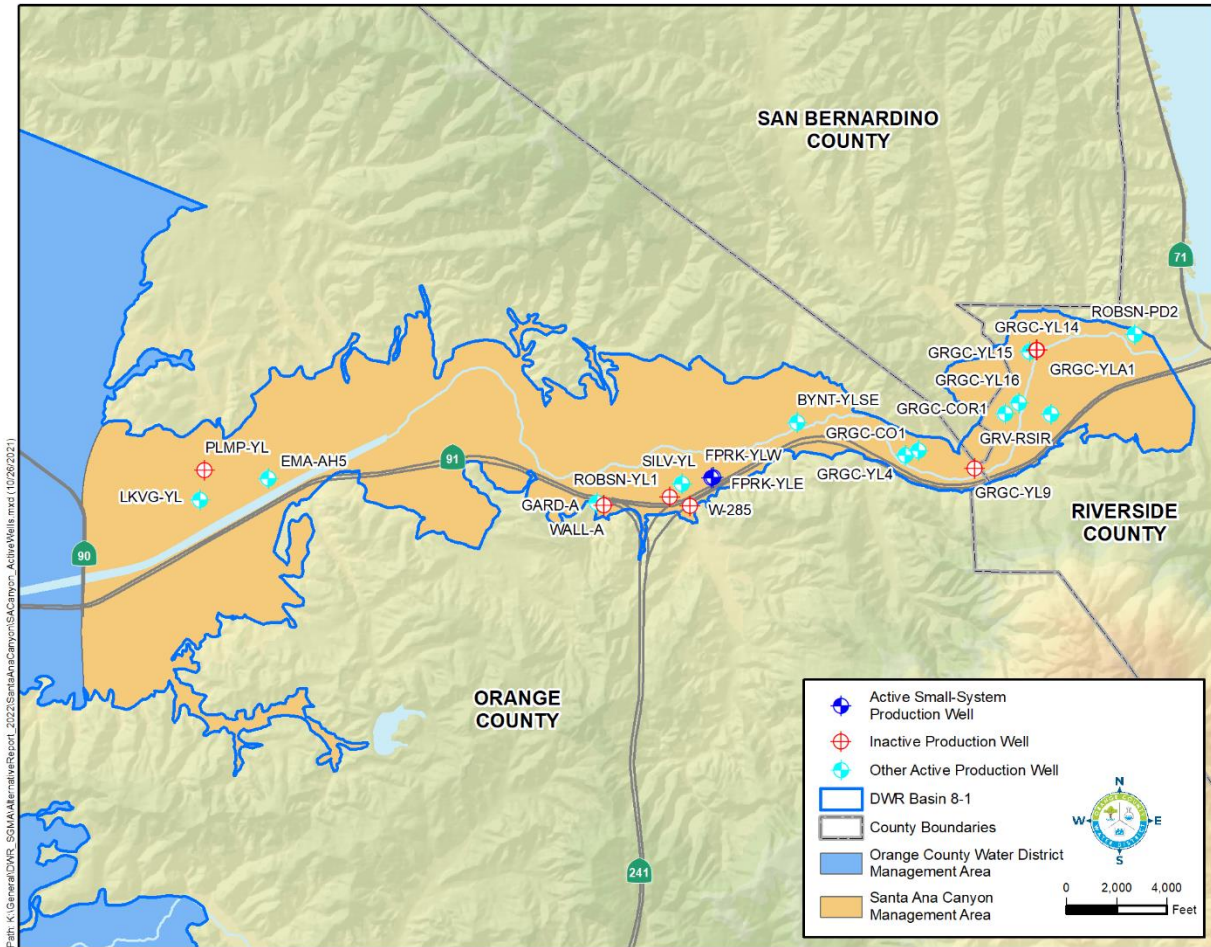 SAN BERNARDINO
COUNTY
71
ROBSN-PD2
GRGC-YL14
GRGC-YL15
GRGC-YLA1
GRGC-YL16
BYNT-YLSE
GRGC-COR1
GRGC-CO1
GRV-RSIR
PLMP-YL
EMA-AH5
91
SILV-YL
FPRK-YLW
GRGC-YL4
ROBSN-YL1
FPRK-YLE
GRGC-YL9
LKVG-YL
GARD-A
W-285
WALL-A
RIVERSIDE
COUNTY
90
ORANGE
COUNTY
241
Active Small-System
Production Well
Inactive Production Well
Other Active Production Well
DWR Basin 8-1
County Boundaries
Orange County Water District
Management Area
Santa Ana Canyon
Management Area
N
W
E
S
ORANGE COUNTY
WATER DISTRICT
0 2,000 4,000
Feet
Path: K:\General\DWR_SGMA\AlternativeReport_2022\SantaAnaCanyon\SACanyon_ActiveWells.mxd (10/26/2021)